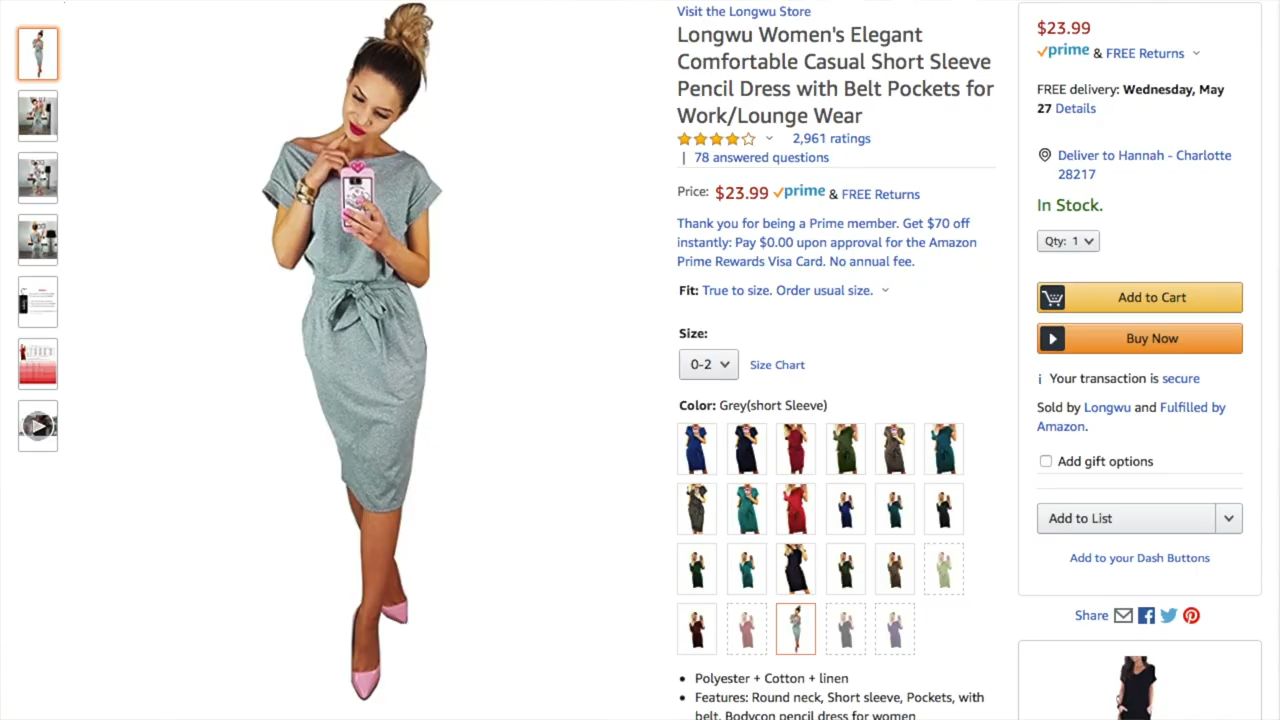 Visit the Longwu Store
Longwu Women's Elegant
Comfortable Casual Short Sleeve
Pencil Dress with Belt Pockets for
Work/Lounge Wear
2,961 ratings
| 78 answered questions
Price: $23.99 prime & FREE Returns
Thank you for being a Prime member. Get $70 off
instantly: Pay $0.00 upon approval for the Amazon
Prime Rewards Visa Card. No annual fee.
Fit: True to size. Order usual size.
Size:
0-2
Size Chart
Color: Grey(short Sleeve)
• Polyester + Cotton + linen
• Features: Round neck, Short sleeve, Pockets, with
belt, Bodycon pencil dress for women
$23.99
prime & FREE Returns
FREE delivery: Wednesday, May
27 Details
Deliver to Hannah - Charlotte
28217
In Stock.
Qty: 1
Add to Cart
Buy Now
Your transaction is secure
Sold by Longwu and Fulfilled by
Amazon.
Add gift options
Add to List
Add to your Dash Buttons
Share